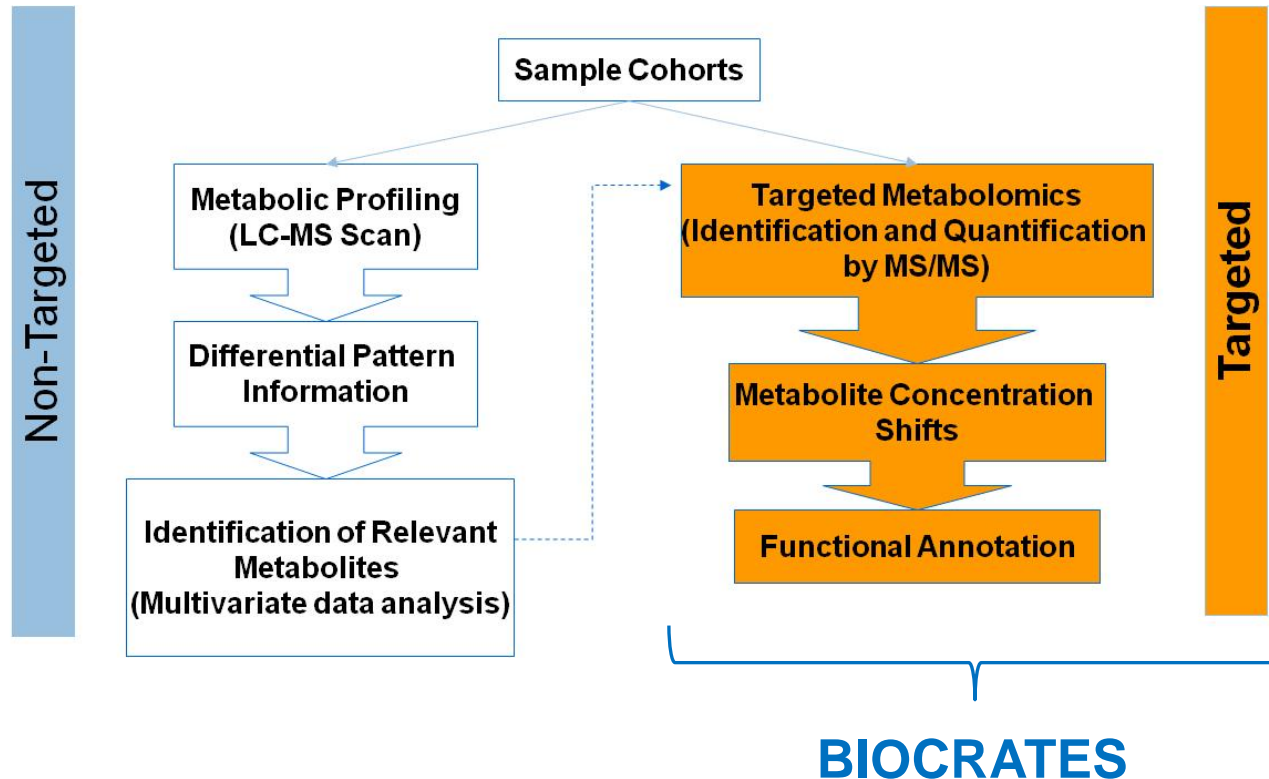 Non-Targeted
Sample Cohorts
Metabolic Profiling
(LC-MS Scan)
Differential Pattern
Information
Identification of Relevant
Metabolites
(Multivariate data analysis)
Targeted Metabolomics
(Identification and Quantification
by MS/MS)
Metabolite Concentration
Shifts
Functional Annotation
Targeted
BIOCRATES